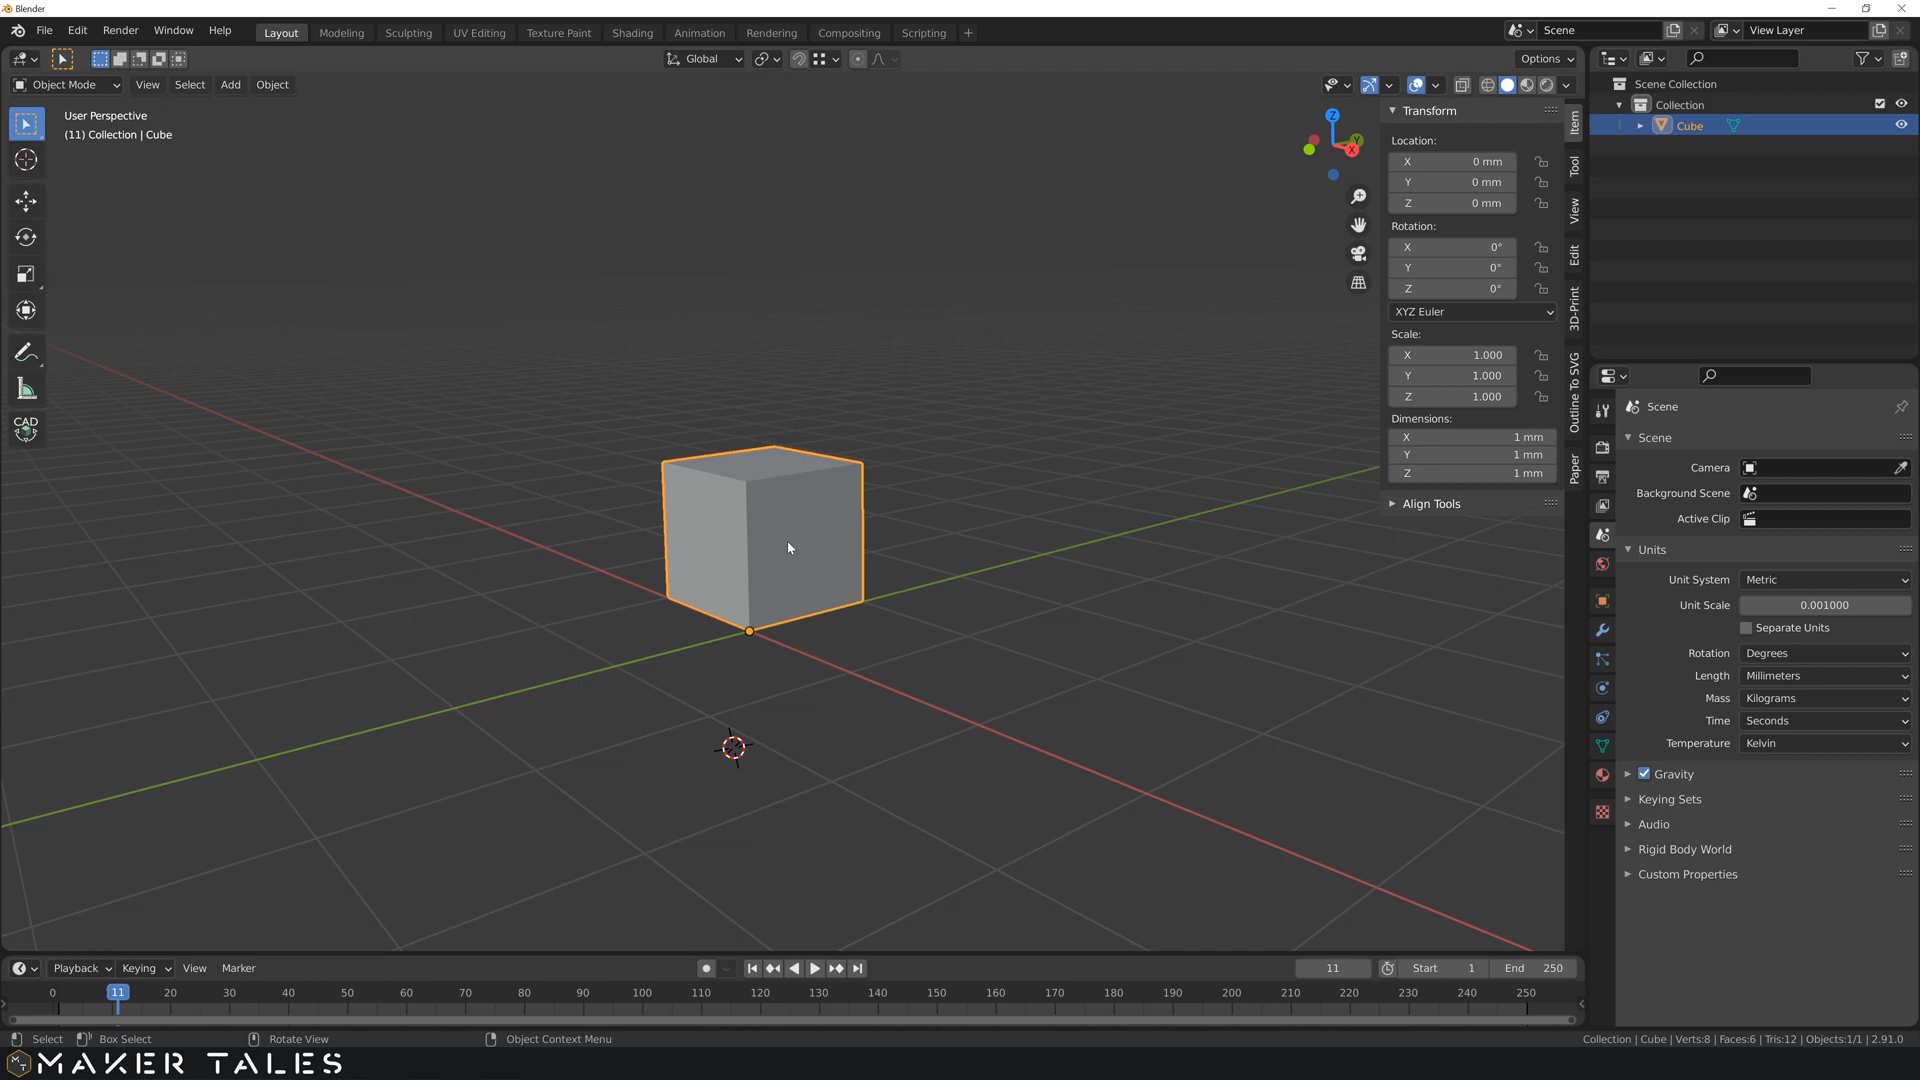 Blender
File Edit Render Window Help
Layout Modeling Sculpting UV Editing Texture Paint Shading Animation Rendering Compositing Scripting +
Scene
View Layer
Global
Options
Object Mode View Select Add Object
User Perspective
(11) Collection | Cube
CAD
Z
Y
X
Transform
Location:
X 0 mm
Y 0 mm
Z 0 mm
Rotation:
X 0°
Y 0°
Z 0°
XYZ Euler
Scale:
X 1.000
Y 1.000
Z 1.000
Dimensions:
X 1 mm
Y 1 mm
Z 1 mm
Align Tools
Item
Tool
View
Edit
3D-Print
Outline To SVG
Paper
Scene Collection
Collection
Cube
Scene
Scene
Camera
Background Scene
Active Clip
Units
Unit System Metric
Unit Scale 0.001000
Separate Units
Rotation Degrees
Length Millimeters
Mass Kilograms
Time Seconds
Temperature Kelvin
Gravity
Keying Sets
Audio
Rigid Body World
Custom Properties
Playback Keying View Marker
11 Start 1 End 250
0 11 20 30 40 50 60 70 80 90 100 110 120 130 140 150 160 170 180 190 200 210 220 230 240 250
Select Box Select Rotate View Object Context Menu
Collection | Cube | Verts:8 | Faces:6 | Tris:12 | Objects:1/1 | 2.91.0
MT MAKER TALES